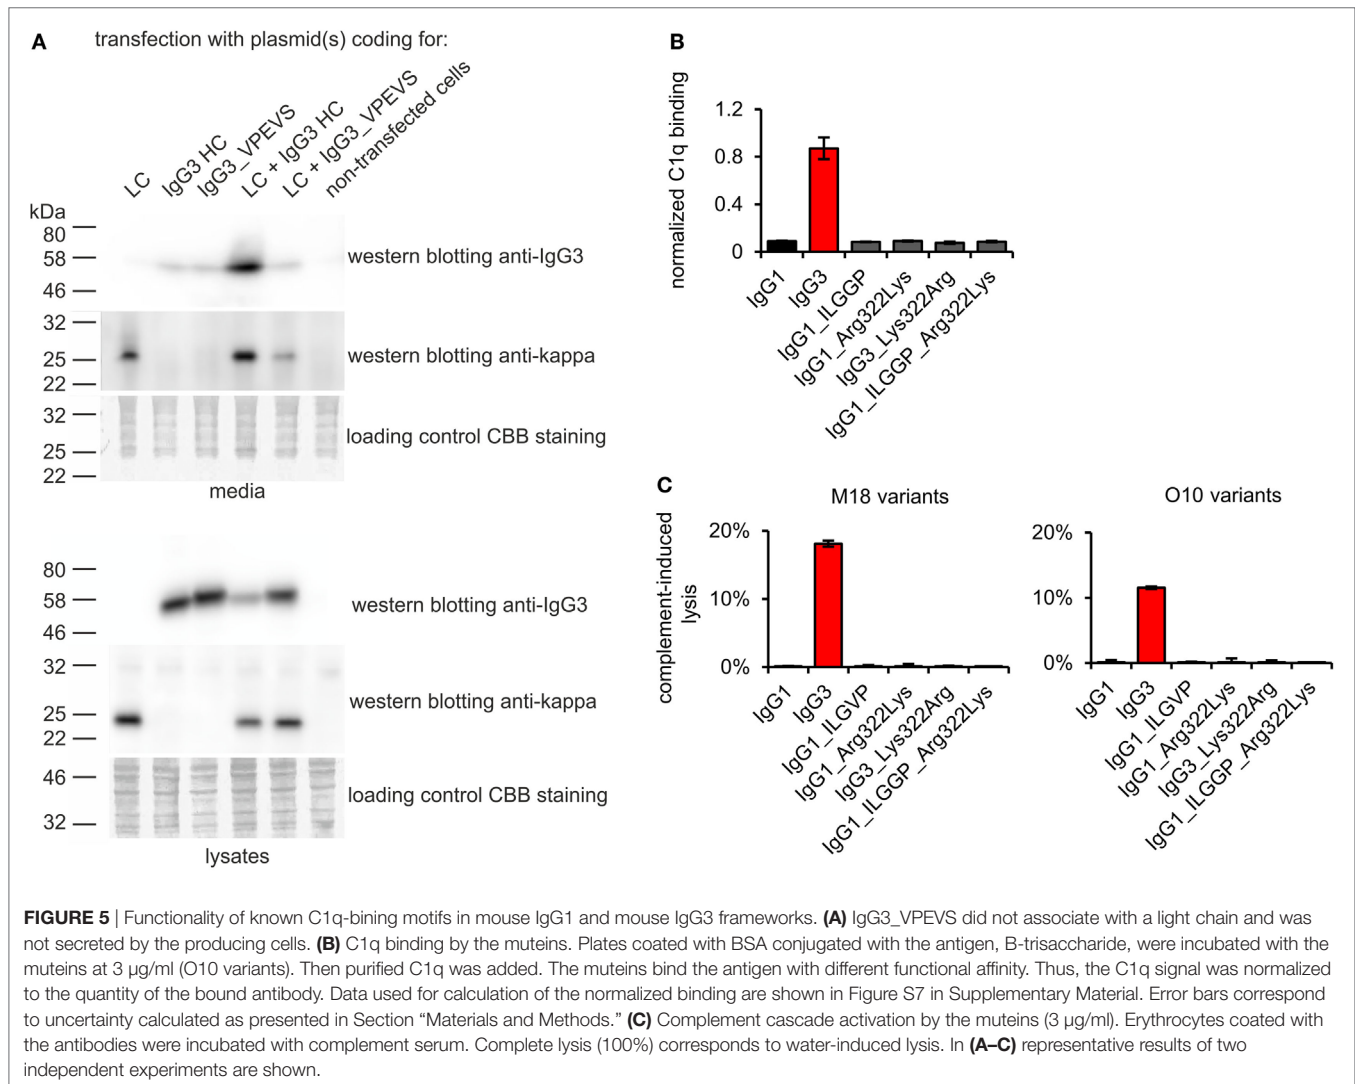 A
transfection with plasmid(s) coding for:
LC
IgG3 HC
IgG3_VPEVS
LC + IgG3 HC
LC + IgG3_VPEVS
non-transfected cells
kDa
80
58
46
western blotting anti-IgG3
32
25
22
western blotting anti-kappa
32
25
22
loading control CBB staining
media
80
58
46
western blotting anti-IgG3
32
25
22
western blotting anti-kappa
46
32
loading control CBB staining
lysates
B
normalized C1q binding
1.2
0.8
0.4
0
IgG1
IgG3
IgG1_ILGGP
IgG1_Arg322Lys
IgG3_Lys322Arg
IgG1_ILGGP_Arg322Lys
C
M18 variants
complement-induced
lysis
20%
10%
0%
IgG1
IgG3
IgG1_ILGVP
IgG1_Arg322Lys
IgG3_Lys322Arg
IgG1_ILGGP_Arg322Lys
O10 variants
20%
10%
0%
IgG1
IgG3
IgG1_ILGVP
IgG1_Arg322Lys
IgG3_Lys322Arg
IgG1_ILGGP_Arg322Lys
FIGURE 5 | Functionality of known C1q-bining motifs in mouse IgG1 and mouse IgG3 frameworks. (A) IgG3_VPEVS did not associate with a light chain and was
not secreted by the producing cells. (B) C1q binding by the muteins. Plates coated with BSA conjugated with the antigen, B-trisaccharide, were incubated with the
muteins at 3 µg/ml (O10 variants). Then purified C1q was added. The muteins bind the antigen with different functional affinity. Thus, the C1q signal was normalized
to the quantity of the bound antibody. Data used for calculation of the normalized binding are shown in Figure S7 in Supplementary Material. Error bars correspond
to uncertainty calculated as presented in Section “Materials and Methods.” (C) Complement cascade activation by the muteins (3 µg/ml). Erythrocytes coated with
the antibodies were incubated with complement serum. Complete lysis (100%) corresponds to water-induced lysis. In (A–C) representative results of two
independent experiments are shown.